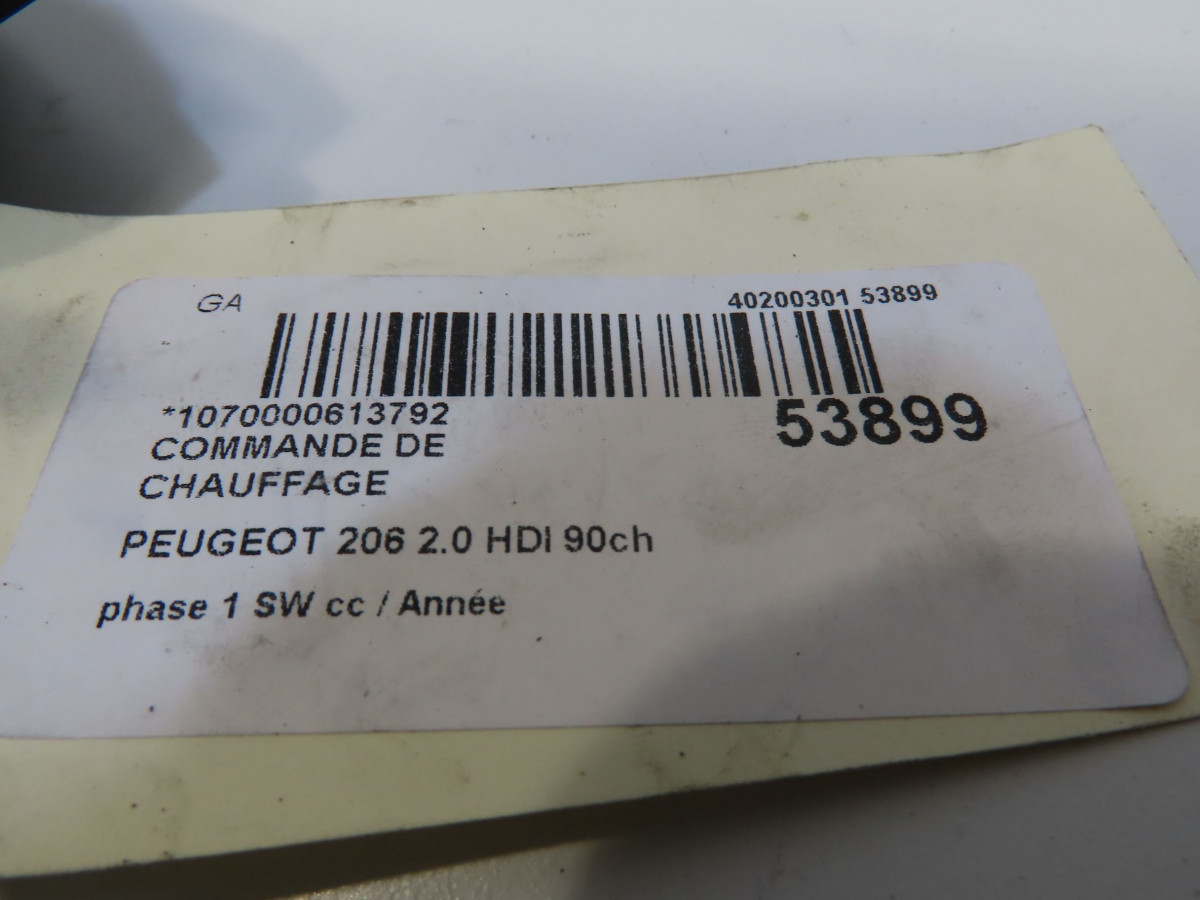 GA 40200301 53899
*1070000613792 53899
COMMANDE DE
CHAUFFAGE
PEUGEOT 206 2.0 HDI 90ch
phase 1 SW cc / Année